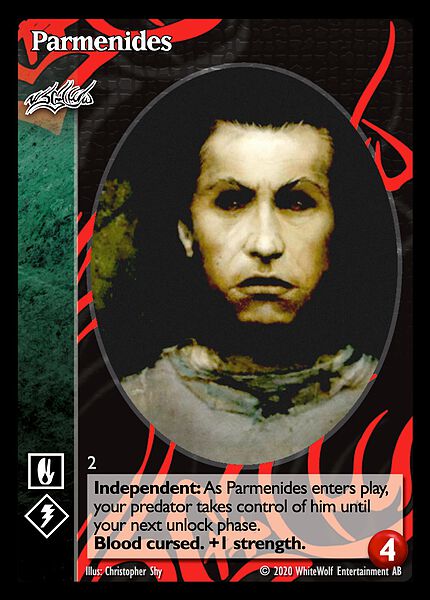 Parmenides
2
Independent: As Parmenides enters play,
your predator takes control of him until
your next unlock phase.
Blood cursed. +1 strength.
4
Illus: Christopher Shy
© 2020 WhiteWolf Entertainment AB